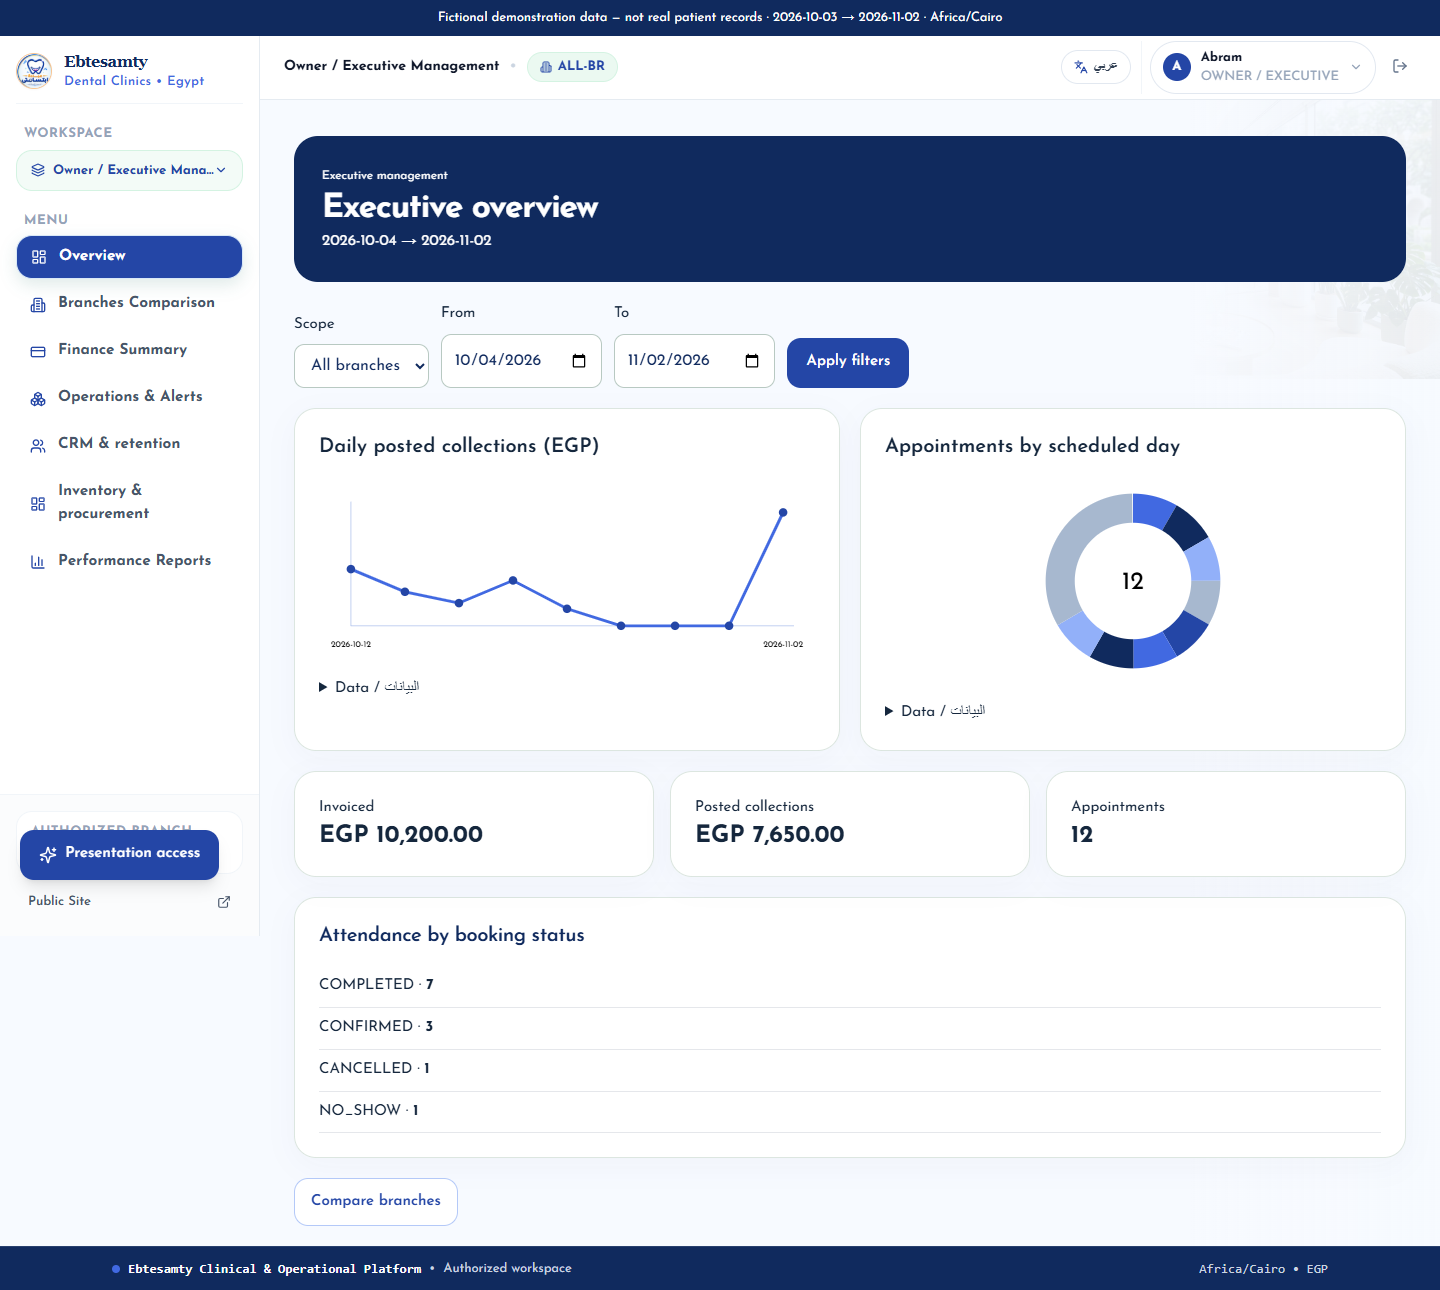 Fictional demonstration data — not real patient records · 2026-10-03 → 2026-11-02 · Africa/Cairo
Ebtesamty
Dental Clinics • Egypt
Owner / Executive Management • ALL-BR
عربي
A
Abram
OWNER / EXECUTIVE
WORKSPACE
Owner / Executive Mana...
MENU
Overview
Branches Comparison
Finance Summary
Operations & Alerts
CRM & retention
Inventory &
procurement
Performance Reports
AUTHORIZED BRANCH
Presentation access
Public Site
Executive management
Executive overview
2026-10-04 → 2026-11-02
Scope
From
To
All branches
10/04/2026
11/02/2026
Apply filters
Daily posted collections (EGP)
2026-10-12
2026-11-02
Data / البيانات
Appointments by scheduled day
12
Data / البيانات
Invoiced
EGP 10,200.00
Posted collections
EGP 7,650.00
Appointments
12
Attendance by booking status
COMPLETED · 7
CONFIRMED · 3
CANCELLED · 1
NO_SHOW · 1
Compare branches
Ebtesamty Clinical & Operational Platform • Authorized workspace
Africa/Cairo • EGP